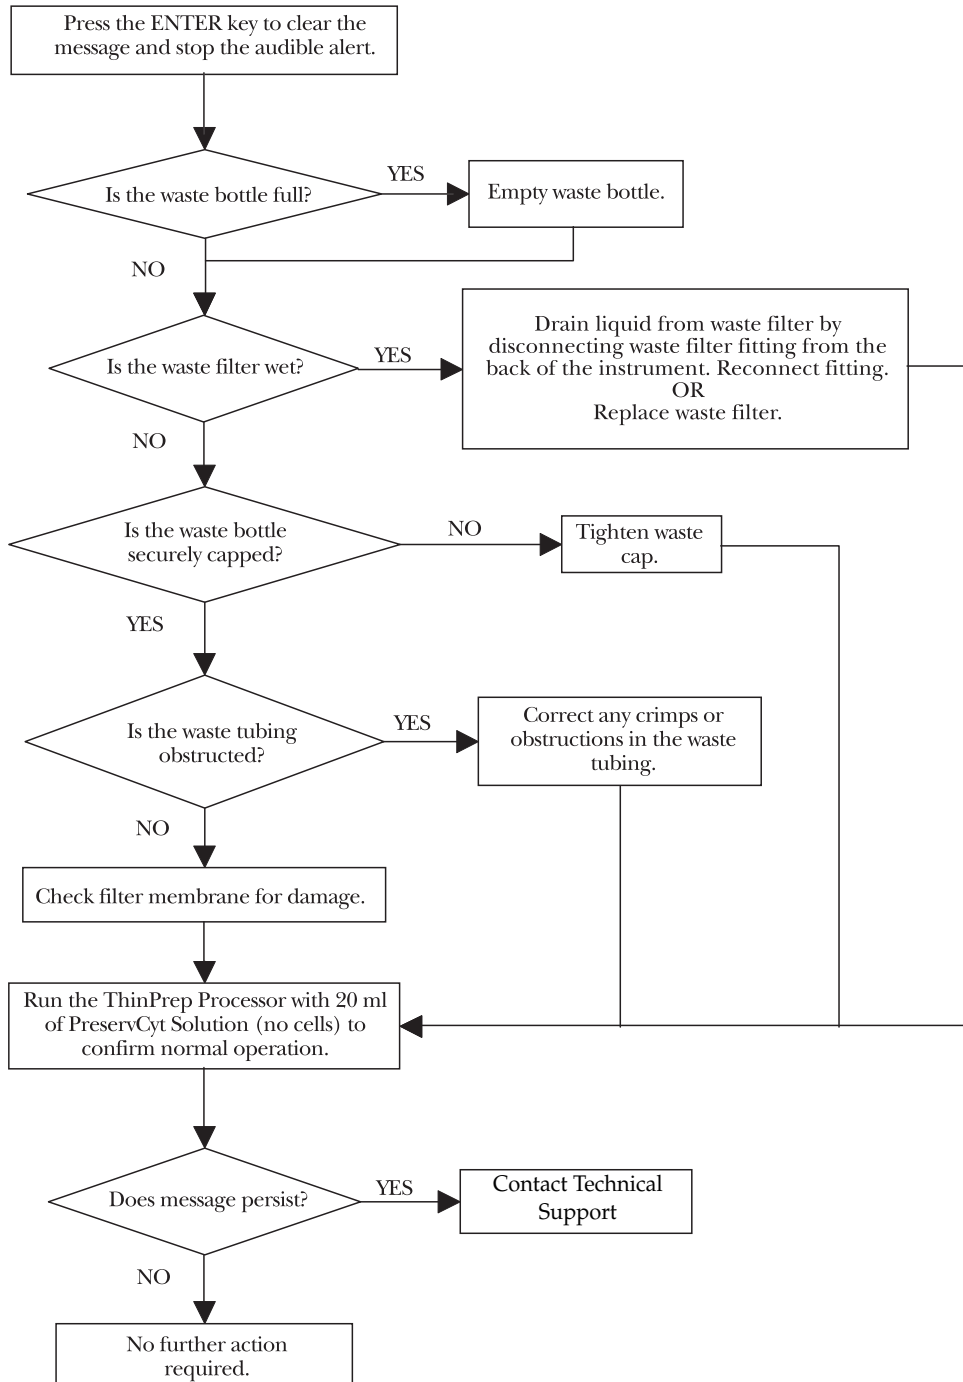 Press the ENTER key to clear the
message and stop the audible alert.
Is the waste bottle full?
YES
Empty waste bottle.
NO
Is the waste filter wet?
YES
Drain liquid from waste filter by
disconnecting waste filter fitting from the
back of the instrument. Reconnect fitting.
OR
Replace waste filter.
NO
Is the waste bottle
securely capped?
NO
Tighten waste
cap.
YES
Is the waste tubing
obstructed?
YES
Correct any crimps or
obstructions in the waste
tubing.
NO
Check filter membrane for damage.
Run the ThinPrep Processor with 20 ml
of PreservCyt Solution (no cells) to
confirm normal operation.
Does message persist?
YES
Contact Technical
Support
NO
No further action
required.